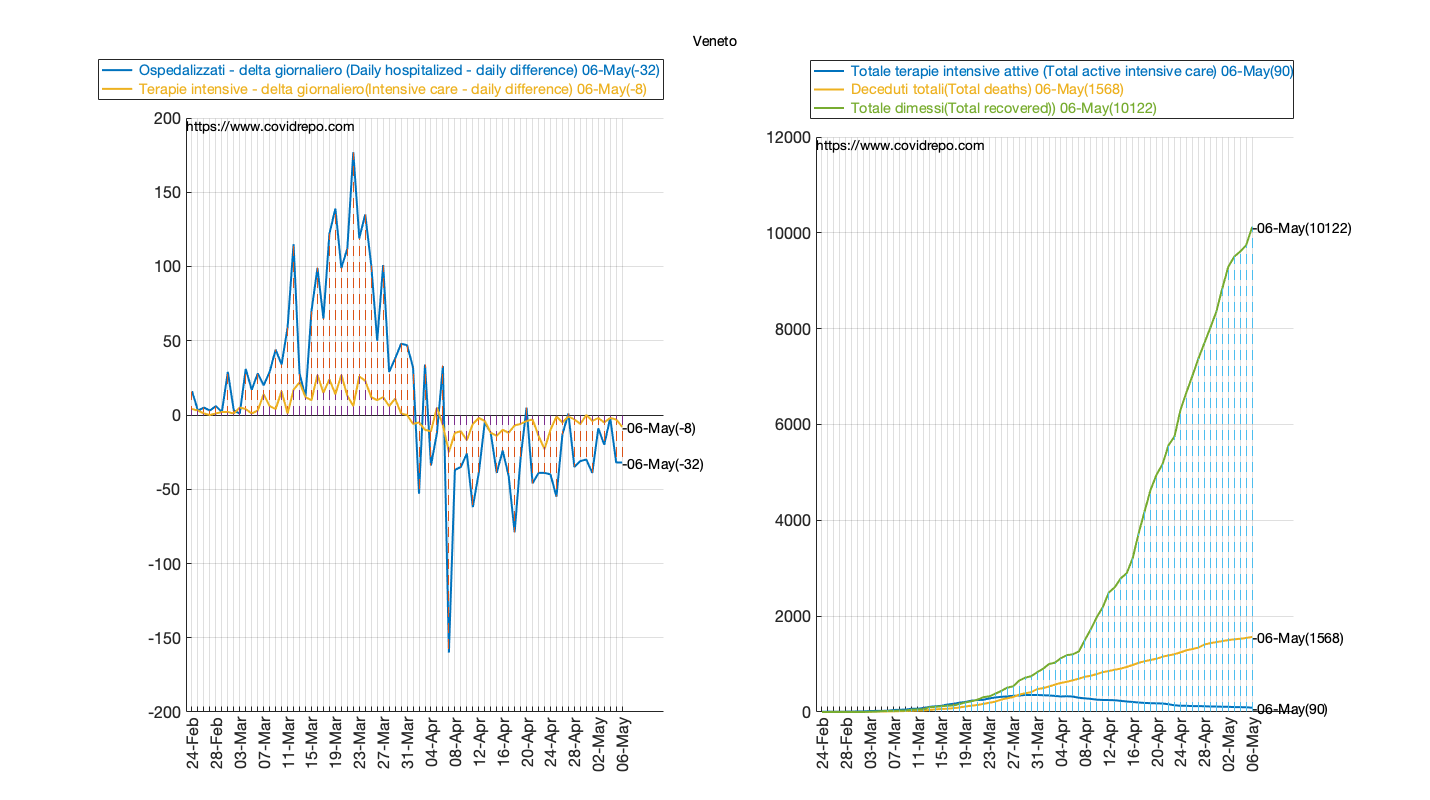 Veneto
Ospedalizzati - delta giornaliero (Daily hospitalized - daily difference) 06-May(-32)
Terapie intensive - delta giornaliero(Intensive care - daily difference) 06-May(-8)
https://www.covidrepo.com
200
150
100
50
0
-50
-100
-150
-200
-06-May(-8)
-06-May(-32)
24-Feb
28-Feb
03-Mar
07-Mar
11-Mar
15-Mar
19-Mar
23-Mar
27-Mar
31-Mar
04-Apr
08-Apr
12-Apr
16-Apr
20-Apr
24-Apr
28-Apr
02-May
06-May
Totale terapie intensive attive (Total active intensive care) 06-May(90)
Deceduti totali(Total deaths) 06-May(1568)
Totale dimessi(Total recovered)) 06-May(10122)
https://www.covidrepo.com
12000
10000
8000
6000
4000
2000
0
-06-May(10122)
-06-May(1568)
-06-May(90)
24-Feb
28-Feb
03-Mar
07-Mar
11-Mar
15-Mar
19-Mar
23-Mar
27-Mar
31-Mar
04-Apr
08-Apr
12-Apr
16-Apr
20-Apr
24-Apr
28-Apr
02-May
06-May